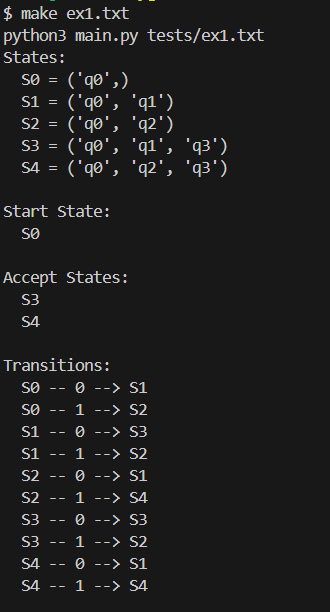 $ make ex1.txt
python3 main.py tests/ex1.txt
States:
  S0 = ('q0',)
  S1 = ('q0', 'q1')
  S2 = ('q0', 'q2')
  S3 = ('q0', 'q1', 'q3')
  S4 = ('q0', 'q2', 'q3')

Start State:
  S0

Accept States:
  S3
  S4

Transitions:
  S0 -- 0 --> S1
  S0 -- 1 --> S2
  S1 -- 0 --> S3
  S1 -- 1 --> S2
  S2 -- 0 --> S1
  S2 -- 1 --> S4
  S3 -- 0 --> S3
  S3 -- 1 --> S2
  S4 -- 0 --> S1
  S4 -- 1 --> S4